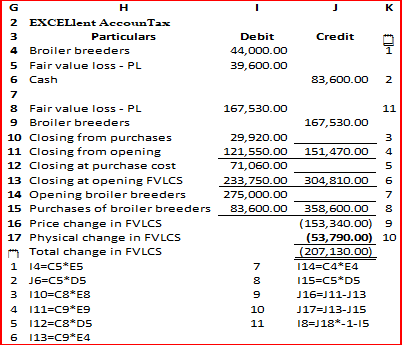 G H I J K
2 EXCELlent AccounTax
3 Particulars Debit Credit
4 Broiler breeders 44,000.00 1
5 Fair value loss - PL 39,600.00
6 Cash 83,600.00 2
7
8 Fair value loss - PL 167,530.00 11
9 Broiler breeders 167,530.00
10 Closing from purchases 29,920.00 3
11 Closing from opening 121,550.00 151,470.00 4
12 Closing at purchase cost 71,060.00 5
13 Closing at opening FVLCS 233,750.00 304,810.00 6
14 Opening broiler breeders 275,000.00 7
15 Purchases of broiler breeders 83,600.00 358,600.00 8
16 Price change in FVLCS (153,340.00) 9
17 Physical change in FVLCS (53,790.00) 10
Total change in FVLCS (207,130.00)
1 I4=C5*E5 7 I14=C4*E4
2 J6=C5*D5 8 I15=C5*D5
3 I10=C8*E8 9 J16=J11-J13
4 I11=C9*E9 10 J17=J13-J15
5 I12=C8*D5 11 I8=J18*-1-I5
6 I13=C9*E4